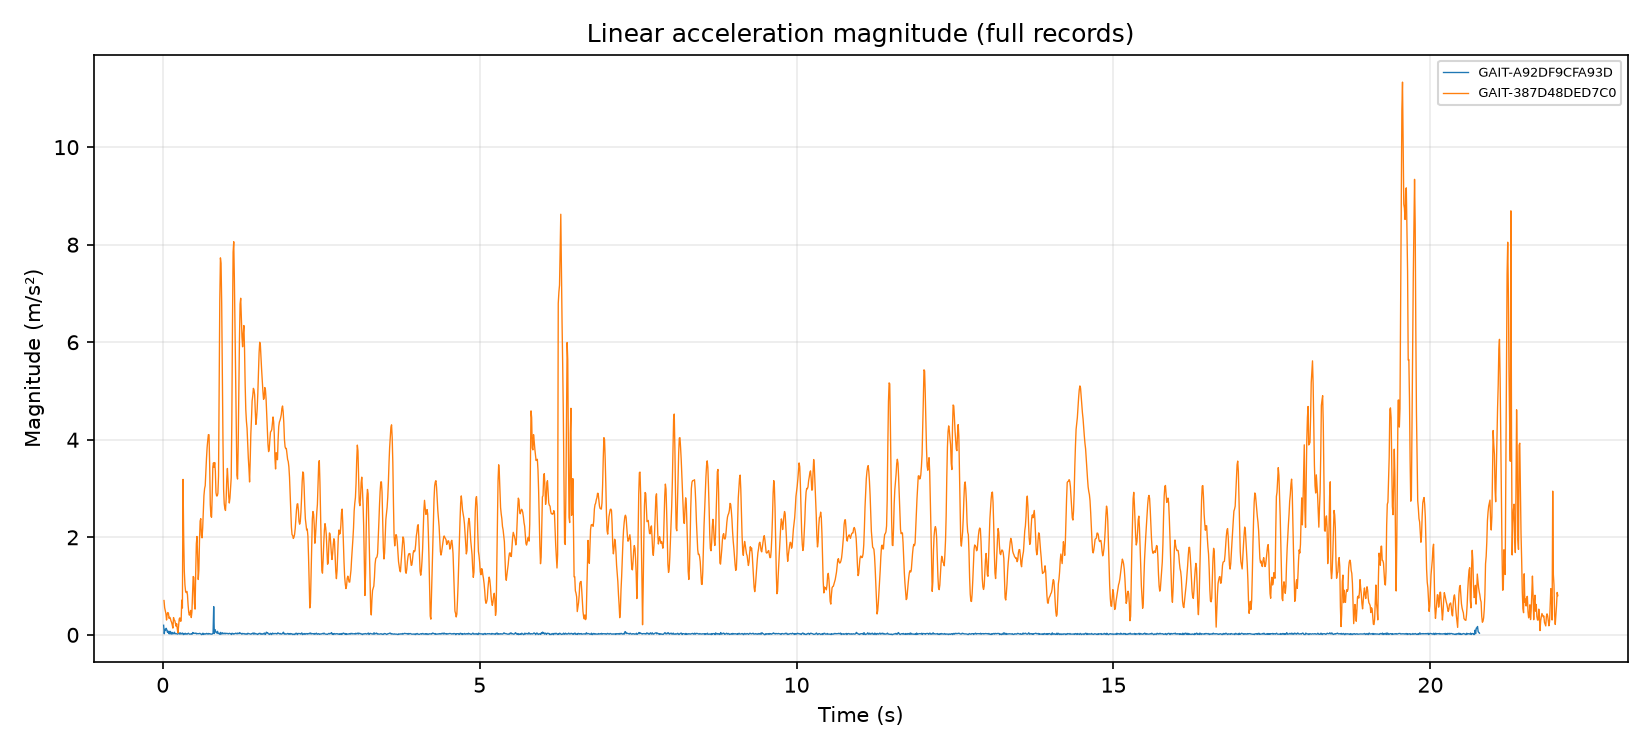 Linear acceleration magnitude (full records)
GAIT-A92DF9CFA93D
GAIT-387D48DED7C0
Magnitude (m/s²)
10
8
6
4
2
0
0 5 10 15 20
Time (s)